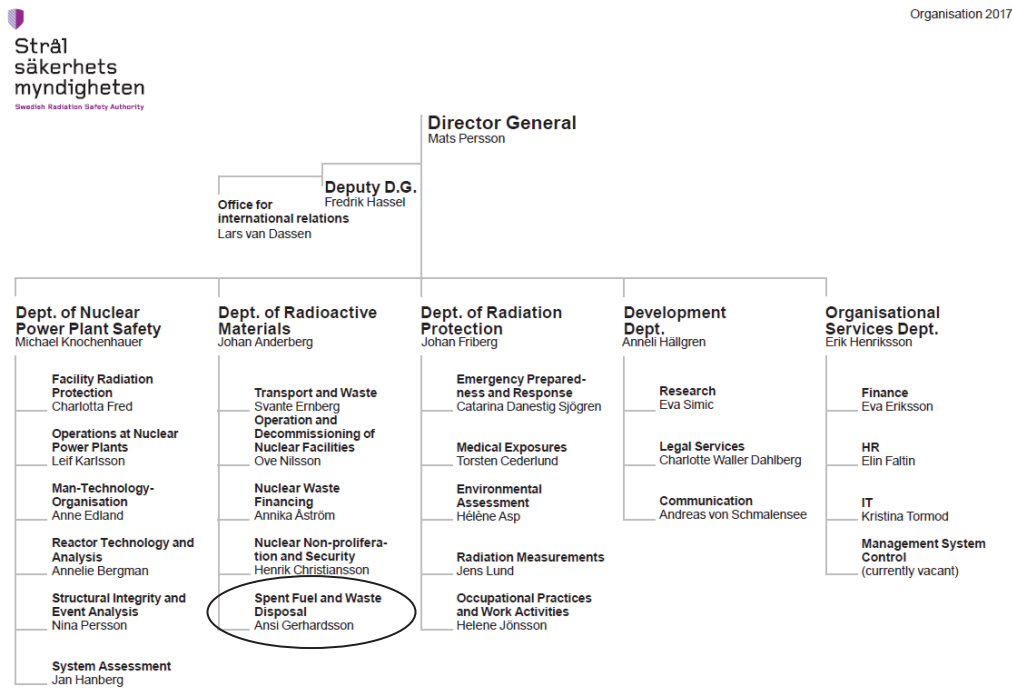 Organisation 2017
Strål
säkerhets
myndigheten
Swedish Radiation Safety Authority
Director General
Mats Persson
Deputy D.G.
Fredrik Hassel
Office for
international relations
Lars van Dassen
Dept. of Nuclear
Power Plant Safety
Michael Knochenhauer
Facility Radiation
Protection
Charlotta Fred
Operations at Nuclear
Power Plants
Leif Karlsson
Man-Technology-
Organisation
Anne Edland
Reactor Technology and
Analysis
Annelie Bergman
Structural Integrity and
Event Analysis
Nina Persson
System Assessment
Jan Hanberg
Dept. of Radioactive
Materials
Johan Anderberg
Transport and Waste
Svante Ernberg
Operation and
Decommissioning of
Nuclear Facilities
Ove Nilsson
Nuclear Waste
Financing
Annika Åström
Nuclear Non-prolifera-
tion and Security
Henrik Christiansson
Spent Fuel and Waste
Disposal
Ansi Gerhardsson
Dept. of Radiation
Protection
Johan Friberg
Emergency Prepared-
ness and Response
Catarina Danestig Sjögren
Medical Exposures
Torsten Cederlund
Environmental
Assessment
Hélène Asp
Radiation Measurements
Jens Lund
Occupational Practices
and Work Activities
Helene Jönsson
Development
Dept.
Anneli Hällgren
Research
Eva Simic
Legal Services
Charlotte Waller Dahlberg
Communication
Andreas von Schmalensee
Organisational
Services Dept.
Erik Henriksson
Finance
Eva Eriksson
HR
Elin Faltin
IT
Kristina Tormod
Management System
Control
(currently vacant)